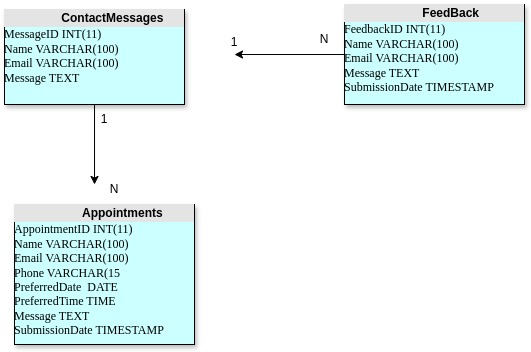 ContactMessages
MessageID INT(11)
Name VARCHAR(100)
Email VARCHAR(100)
Message TEXT
1
N
FeedBack
FeedbackID INT(11)
Name VARCHAR(100)
Email VARCHAR(100)
Message TEXT
SubmissionDate TIMESTAMP
1
N
Appointments
AppointmentID INT(11)
Name VARCHAR(100)
Email VARCHAR(100)
Phone VARCHAR(15
PreferredDate  DATE
PreferredTime TIME
Message TEXT
SubmissionDate TIMESTAMP